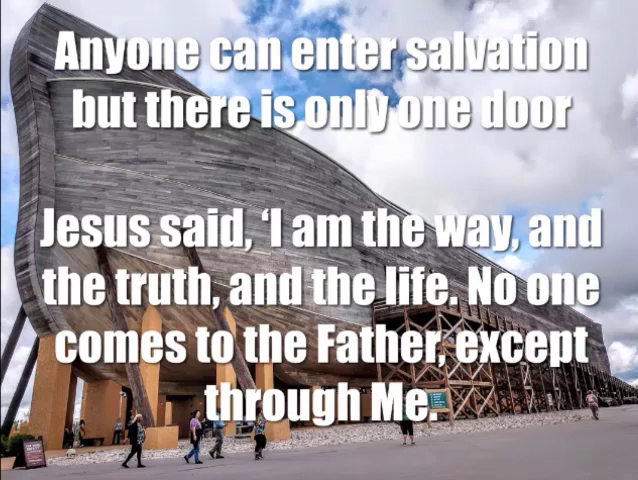 Anyone can enter salvation
but there is only one door
Jesus said, ‘I am the way, and
the truth, and the life. No one
comes to the Father, except
through Me.